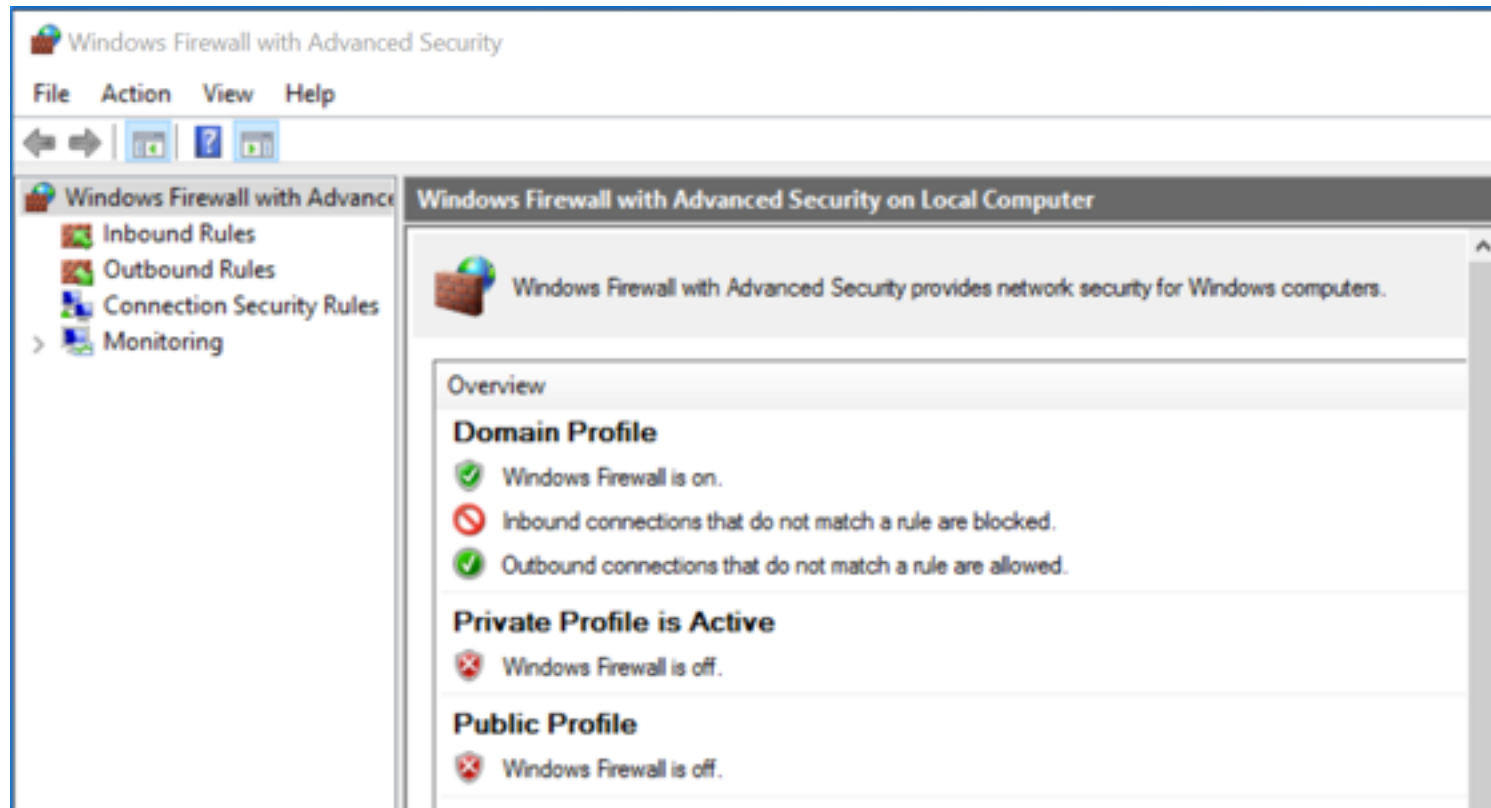 Windows Firewall with Advanced Security
File Action View Help
Windows Firewall with Advance
Inbound Rules
Outbound Rules
Connection Security Rules
Monitoring
Windows Firewall with Advanced Security on Local Computer
Windows Firewall with Advanced Security provides network security for Windows computers.
Overview
Domain Profile
Windows Firewall is on.
Inbound connections that do not match a rule are blocked.
Outbound connections that do not match a rule are allowed.
Private Profile is Active
Windows Firewall is off.
Public Profile
Windows Firewall is off.